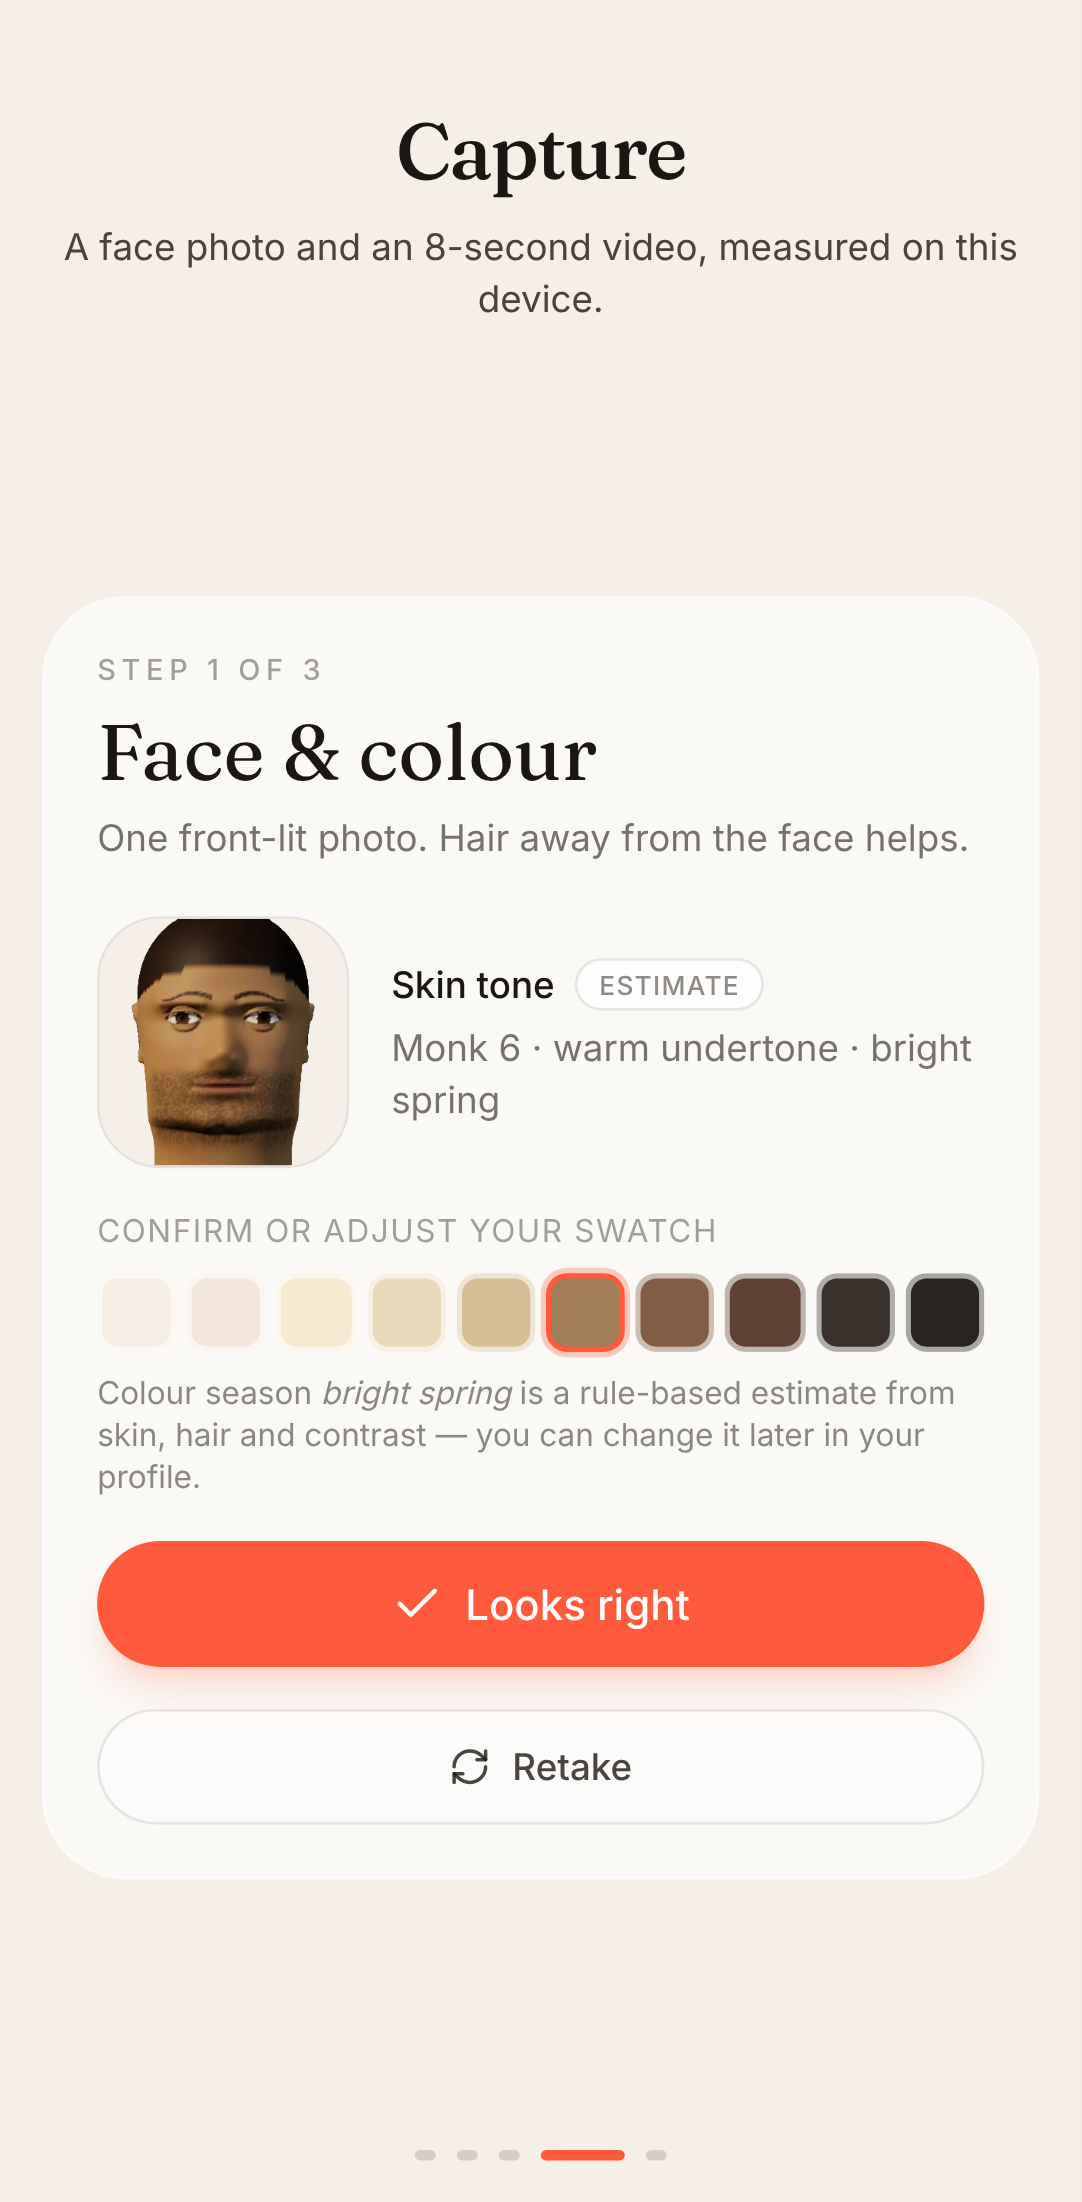 Capture
A face photo and an 8-second video, measured on this
device.
STEP 1 OF 3
Face & colour
One front-lit photo. Hair away from the face helps.
Skin tone ESTIMATE
Monk 6 · warm undertone · bright
spring
CONFIRM OR ADJUST YOUR SWATCH
Colour season bright spring is a rule-based estimate from
skin, hair and contrast — you can change it later in your
profile.
Looks right
Retake